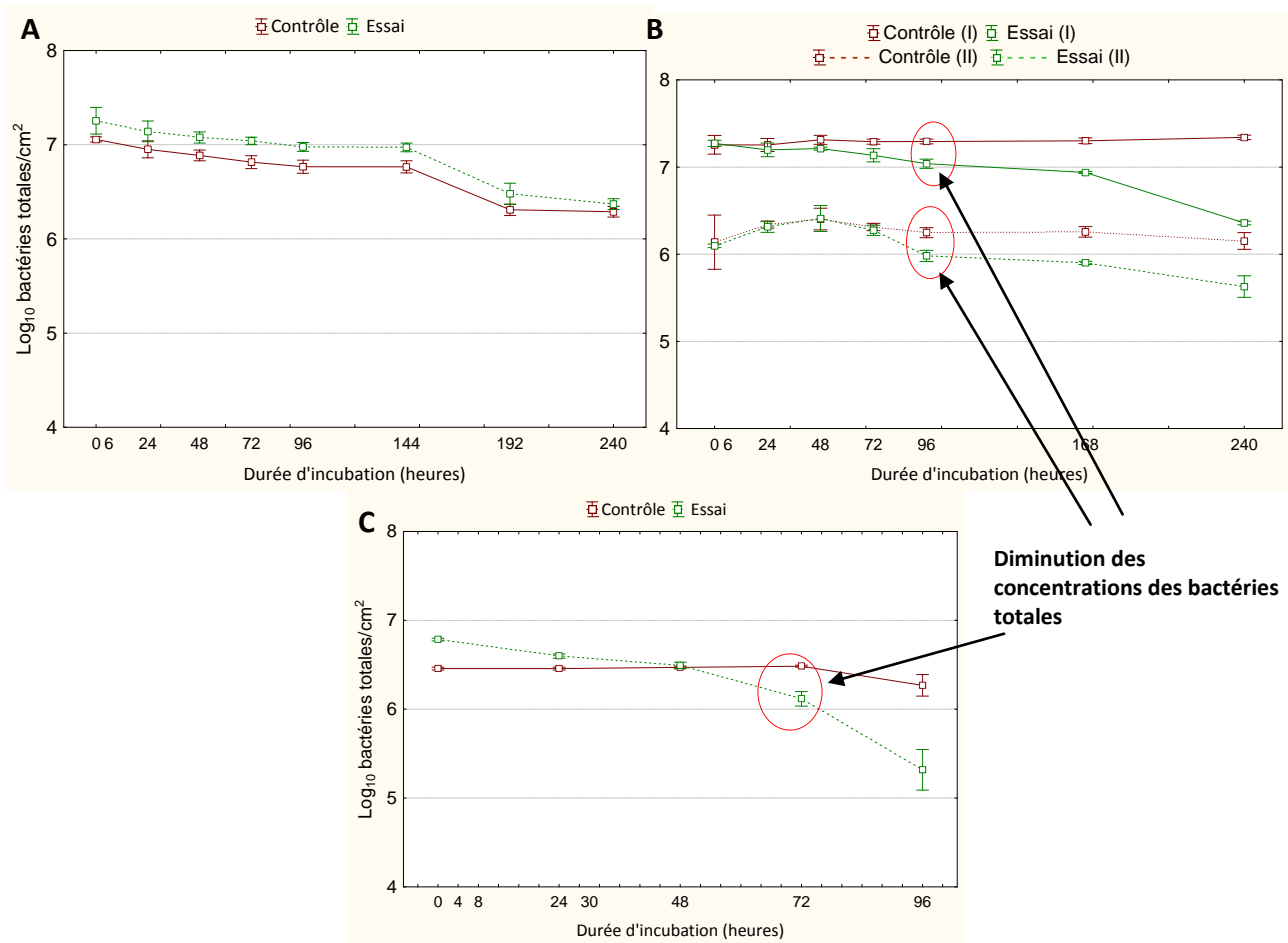 A
Contrôle Essai
8
7
6
5
4
Log₁₀ bactéries totales/cm²
0 6 24 48 72 96 144 192 240
Durée d'incubation (heures)
B
Contrôle (I) Essai (I)
Contrôle (II) Essai (II)
8
7
6
5
4
0 6 24 48 72 96 168 240
Durée d'incubation (heures)
C
Contrôle Essai
8
7
6
5
4
Log₁₀ bactéries totales/cm²
0 4 8 24 30 48 72 96
Durée d'incubation (heures)
Diminution des
concentrations des bactéries
totales